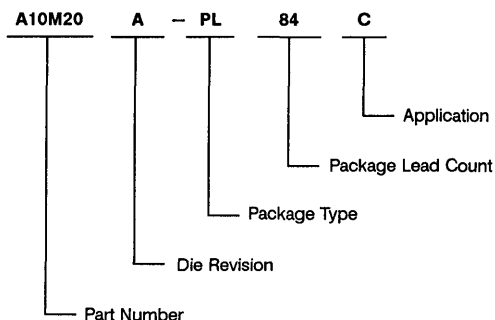 A10M20 A – PL 84 C
Application
Package Lead Count
Package Type
Die Revision
Part Number